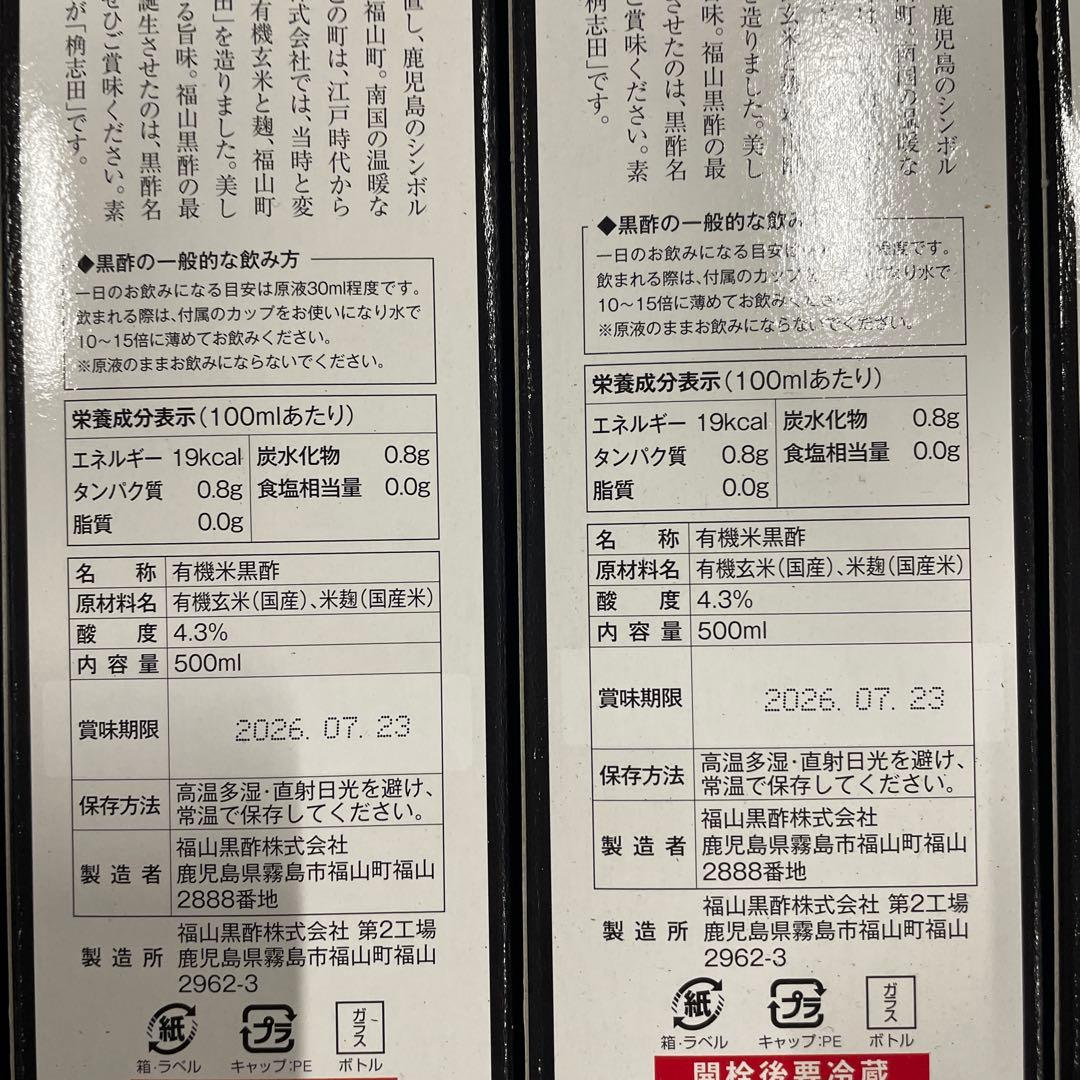 直し、鹿児島のシンボル
福山町。南国の温暖な
この町は、江戸時代から
式会社では、当時と変
有機玄米と麹、福山町
田」を造りました。美し
る旨味。福山黒酢の最
誕生させたのは、黒酢名
ぜひご賞味ください。素
が「桷志田」です。
◆黒酢の一般的な飲み方
一日のお飲みになる目安は原液30ml程度です。
飲まれる際は、付属のカップをお使いになり水で
10〜15倍に薄めてお飲みください。
※原液のままお飲みにならないでください。
栄養成分表示(100mlあたり)
エネルギー 19kcal 炭水化物 0.8g
タンパク質 0.8g 食塩相当量 0.0g
脂質 0.0g
名称 有機米黒酢
原材料名 有機玄米(国産)、米麹(国産米)
酸度 4.3%
内容量 500ml
賞味期限 2026. 07. 23
保存方法 高温多湿・直射日光を避け、
常温で保存してください。
製造者 福山黒酢株式会社
鹿児島県霧島市福山町福山
2888番地
製造所 福山黒酢株式会社 第2工場
鹿児島県霧島市福山町福山
2962-3
紙 プラ ガラス
箱・ラベル キャップ:PE ボトル
鹿児島のシンボル
を造りました。美し
味。福山黒酢の最
させたのは、黒酢名
ご賞味ください。素
桷志田」です。
◆黒酢の一般的な飲み
一日のお飲みになる目安は 程度です。
飲まれる際は、付属のカップ になり水で
10〜15倍に薄めてお飲みください。
※原液のままお飲みにならないでください。
栄養成分表示(100mlあたり)
エネルギー 19kcal 炭水化物 0.8g
タンパク質 0.8g 食塩相当量 0.0g
脂質 0.0g
名称 有機米黒酢
原材料名 有機玄米(国産)、米麹(国産米)
酸度 4.3%
内容量 500ml
賞味期限 2026. 07. 23
保存方法 高温多湿・直射日光を避け、
常温で保存してください。
製造者 福山黒酢株式会社
鹿児島県霧島市福山町福山
2888番地
製造所 福山黒酢株式会社 第2工場
鹿児島県霧島市福山町福山
2962-3
紙 プラ ガラス
箱・ラベル キャップ:PE ボトル
開栓後要冷蔵